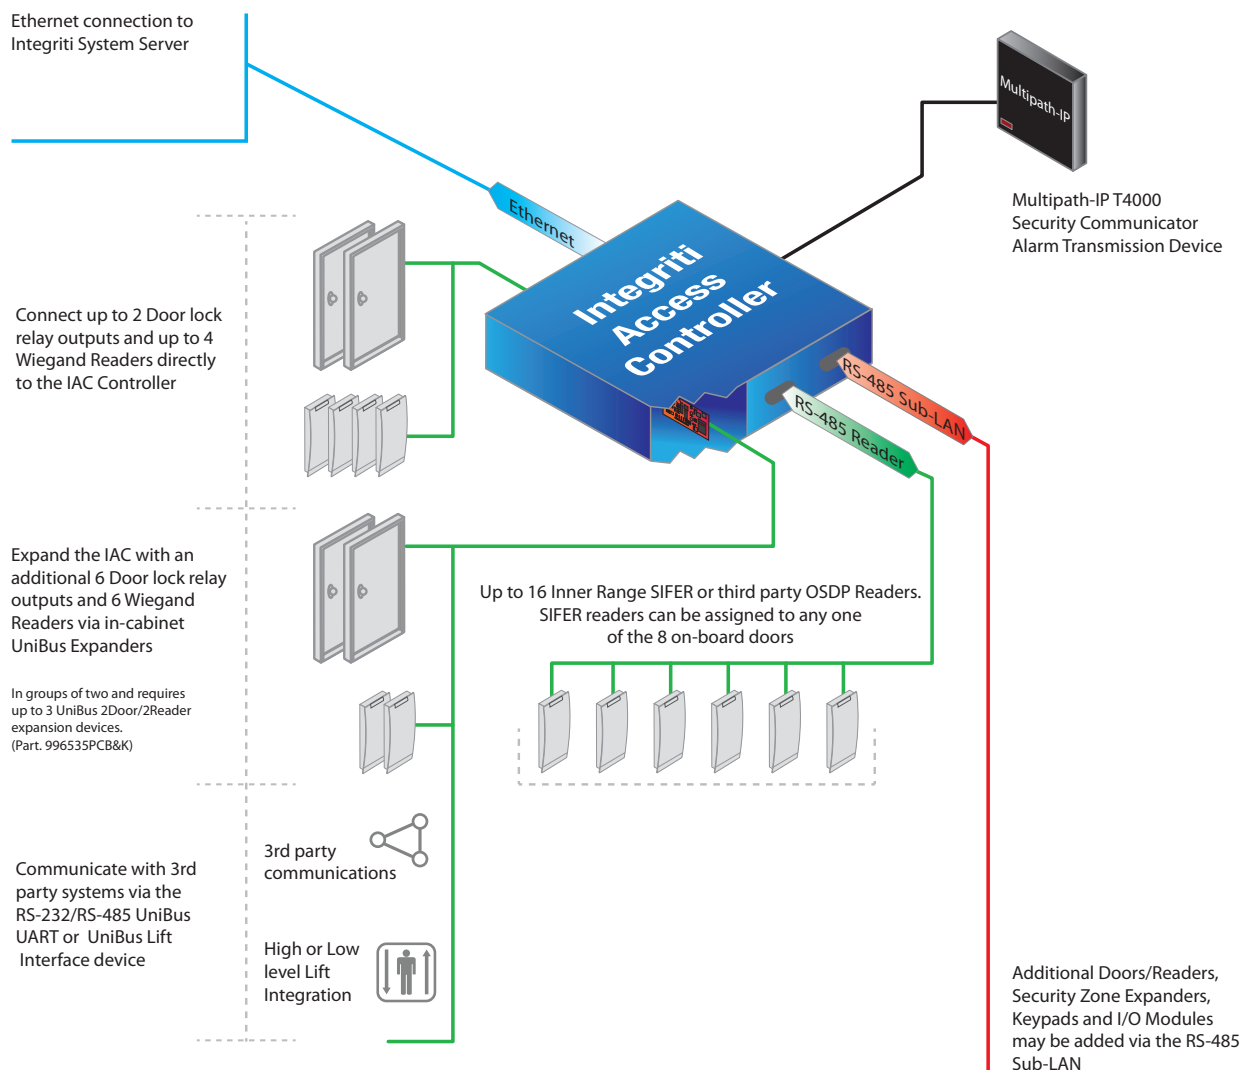 Ethernet connection to
Integriti System Server
Multipath-IP
Multipath-IP T4000
Security Communicator
Alarm Transmission Device
Ethernet
Integriti
Access
Controller
RS-485 Sub-LAN
RS-485 Reader
Connect up to 2 Door lock
relay outputs and up to 4
Wiegand Readers directly
to the IAC Controller
Expand the IAC with an
additional 6 Door lock relay
outputs and 6 Wiegand
Readers via in-cabinet
UniBus Expanders
In groups of two and requires
up to 3 UniBus 2Door/2Reader
expansion devices.
(Part. 996535PCB&K)
Up to 16 Inner Range SIFER or third party OSDP Readers.
SIFER readers can be assigned to any one
of the 8 on-board doors
Communicate with 3rd
party systems via the
RS-232/RS-485 UniBus
UART or UniBus Lift
Interface device
3rd party
communications
High or Low
level Lift
Integration
Additional Doors/Readers,
Security Zone Expanders,
Keypads and I/O Modules
may be added via the RS-485
Sub-LAN